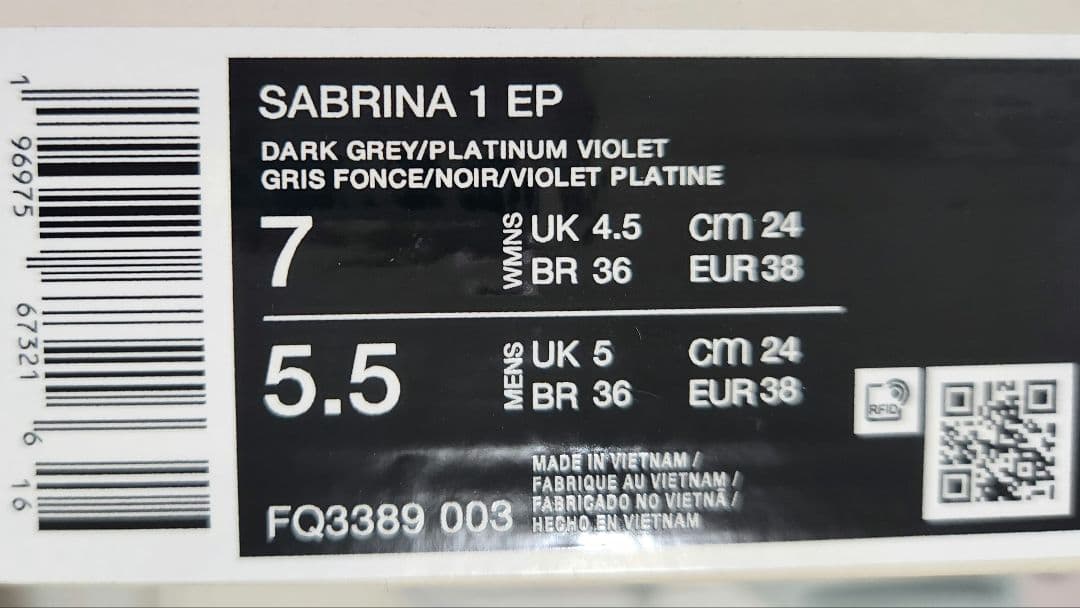 1 96975 67321 6 16
SABRINA 1 EP
DARK GREY/PLATINUM VIOLET
GRIS FONCE/NOIR/VIOLET PLATINE
7 WMNS UK 4.5 cm 24
BR 36 EUR 38
5.5 MENS UK 5 cm 24
BR 36 EUR 38
RFID
MADE IN VIETNAM /
FABRIQUE AU VIETNAM /
FABRICADO NO VIETNÃ /
HECHO EN VIETNAM
FQ3389 003